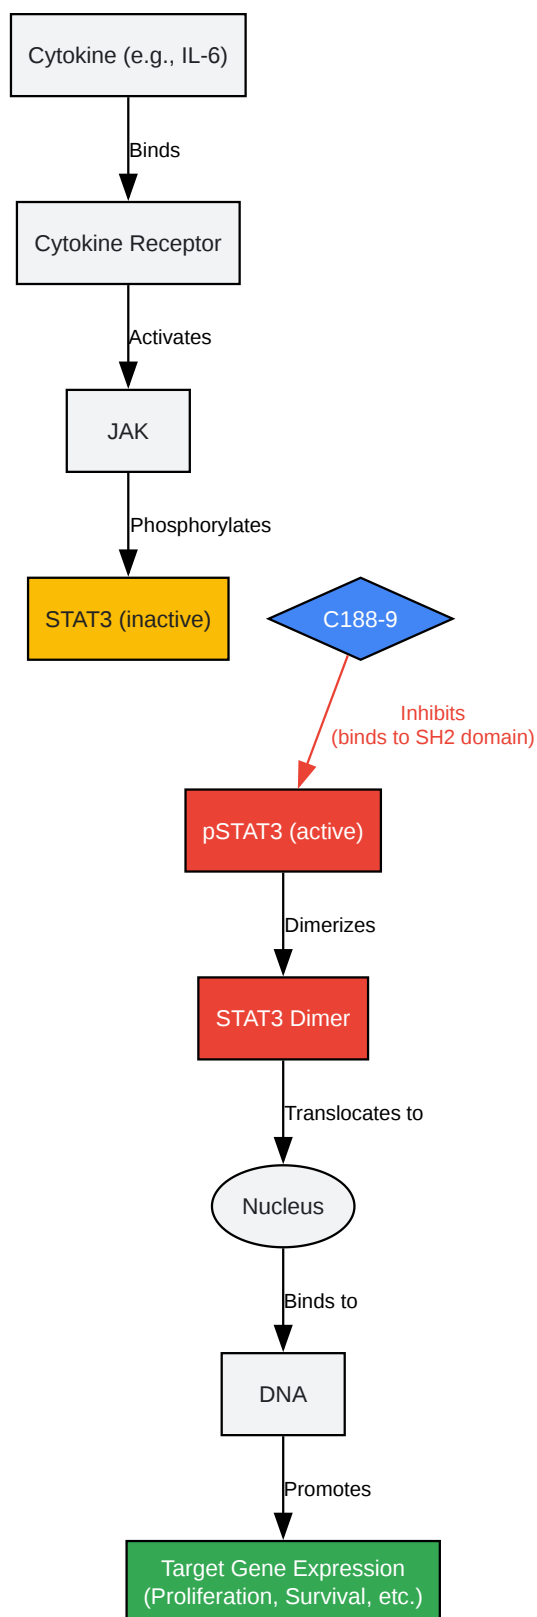 Cytokine (e.g., IL-6)
Binds
Cytokine Receptor
Activates
JAK
Phosphorylates
STAT3 (inactive)
C188-9
Inhibits
(binds to SH2 domain)
pSTAT3 (active)
Dimerizes
STAT3 Dimer
Translocates to
Nucleus
Binds to
DNA
Promotes
Target Gene Expression
(Proliferation, Survival, etc.)